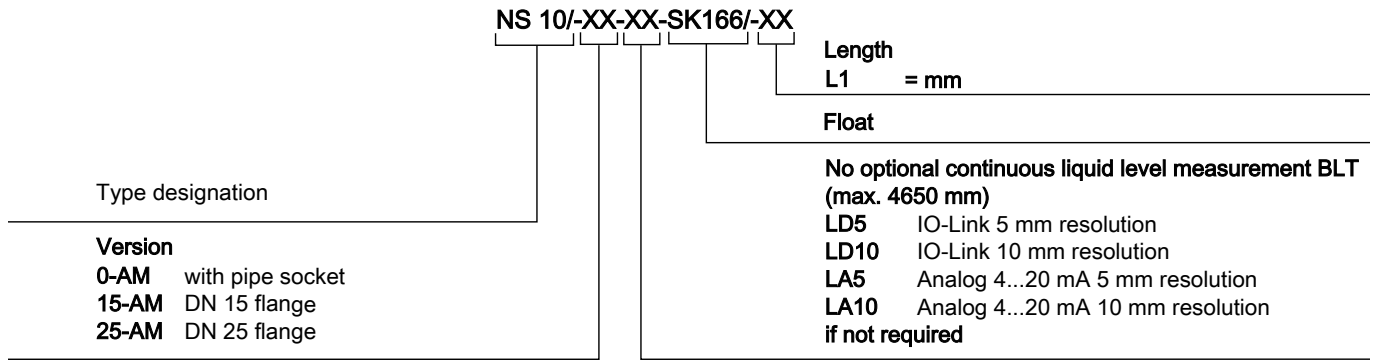 NS 10/-XX-XX-SK166/-XX
Length
L1 = mm
Float
No optional continuous liquid level measurement BLT
(max. 4650 mm)
LD5 IO-Link 5 mm resolution
LD10 IO-Link 10 mm resolution
LA5 Analog 4...20 mA 5 mm resolution
LA10 Analog 4...20 mA 10 mm resolution
if not required
Type designation
Version
0-AM with pipe socket
15-AM DN 15 flange
25-AM DN 25 flange